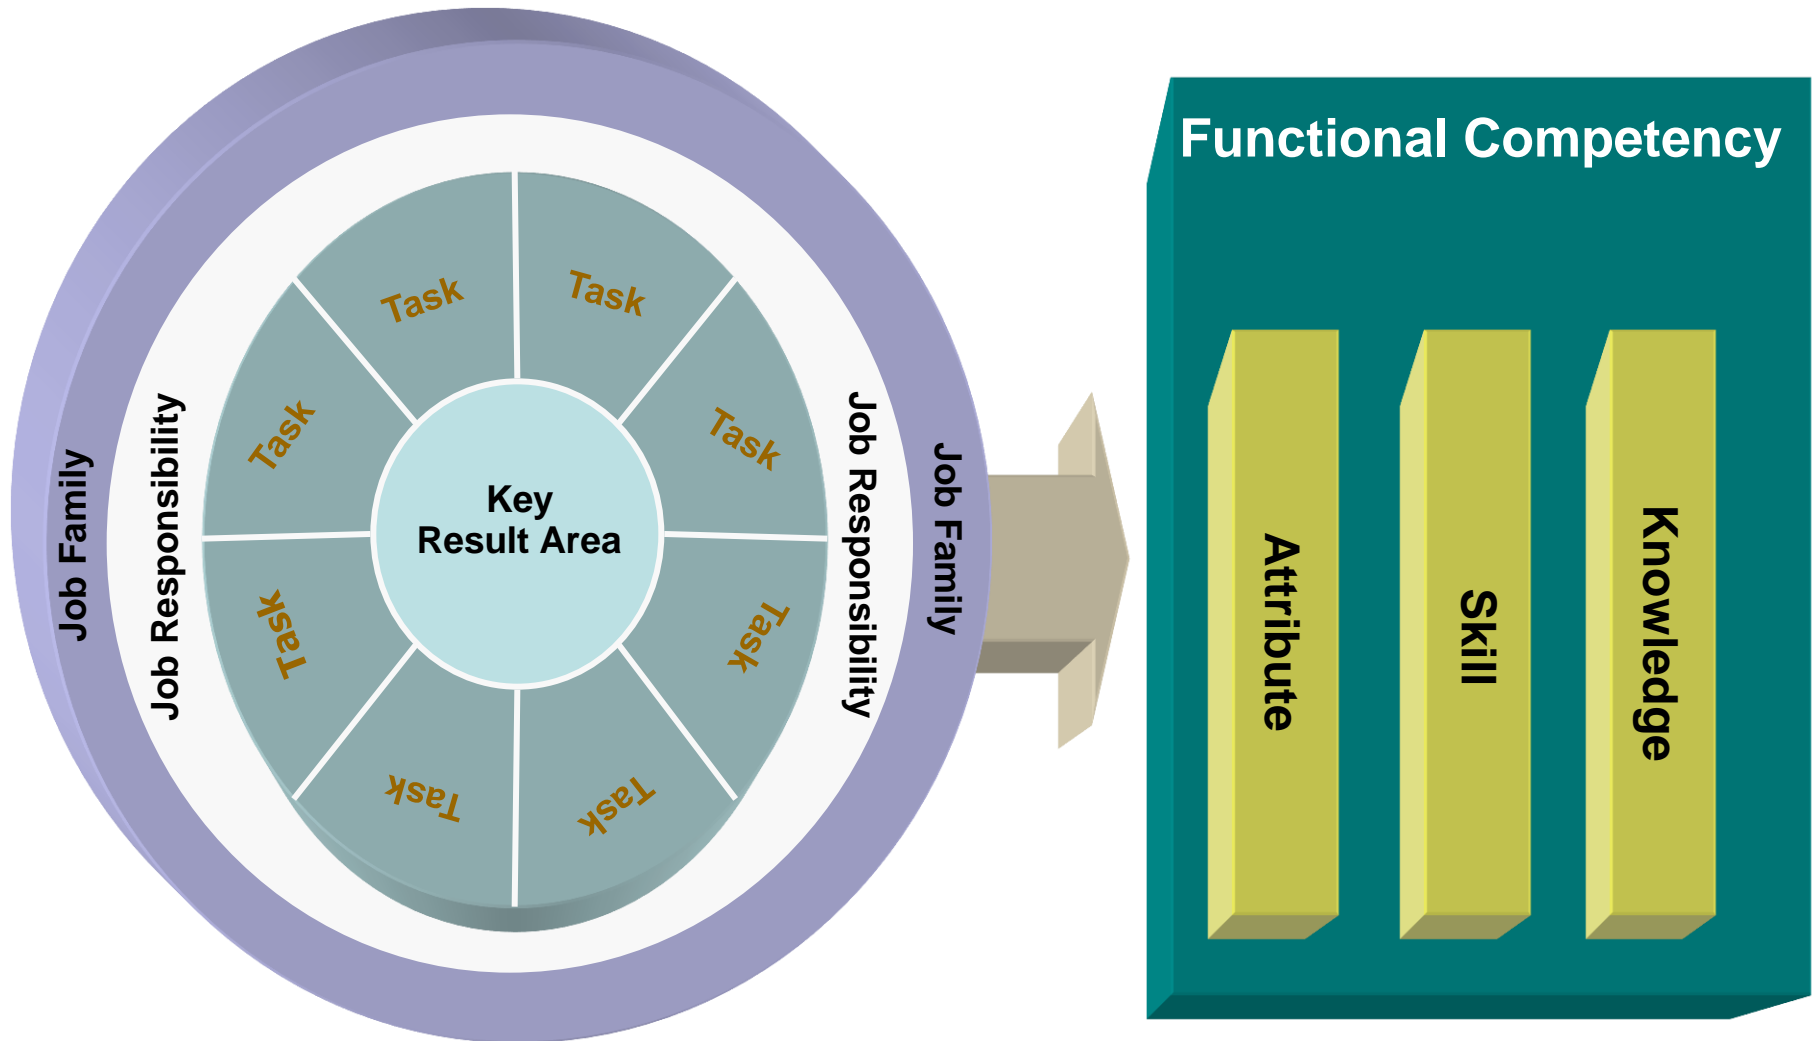 Functional Competency
Task
Task
Task
Task
Task
Task
Task
Task
Key
Result Area
Job Family
Job Responsibility
Job Responsibility
Job Family
Attribute
Skill
Knowledge